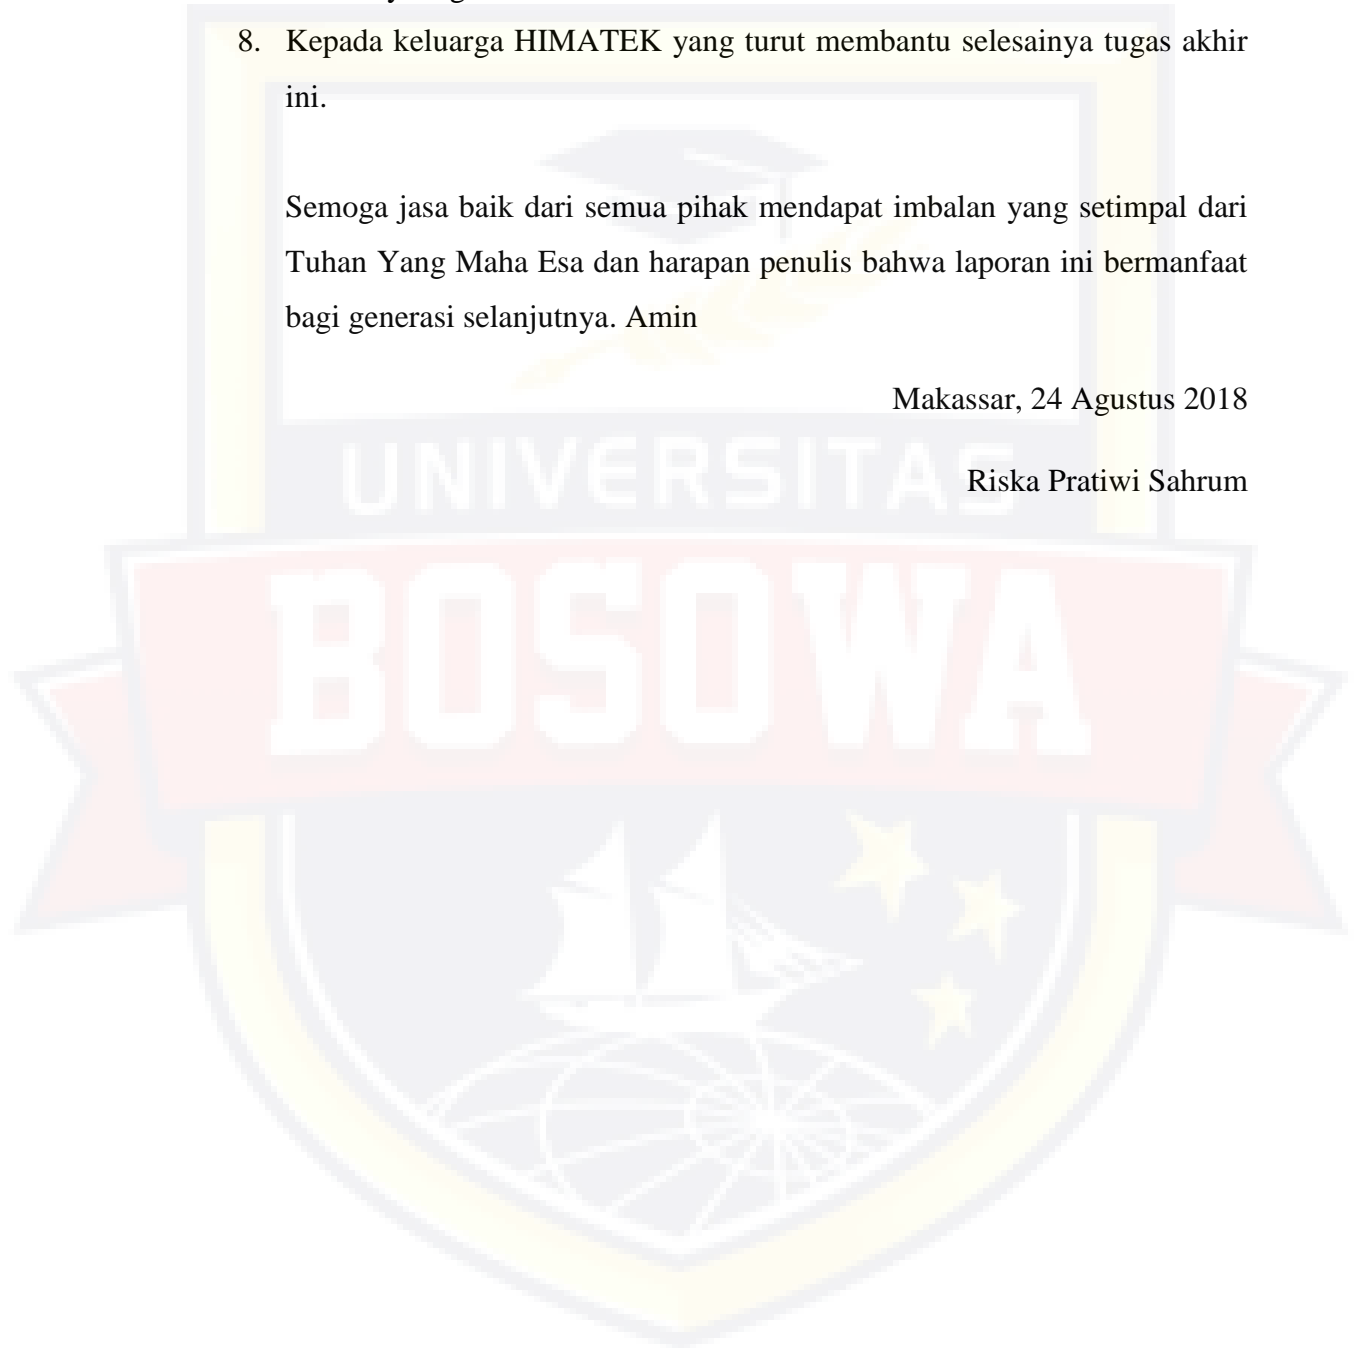 8. Kepada keluarga HIMATEK yang turut membantu selesainya tugas akhir
ini.
Semoga jasa baik dari semua pihak mendapat imbalan yang setimpal dari
Tuhan Yang Maha Esa dan harapan penulis bahwa laporan ini bermanfaat
bagi generasi selanjutnya. Amin
Makassar, 24 Agustus 2018
Riska Pratiwi Sahrum
UNIVERSITAS
BOSOWA